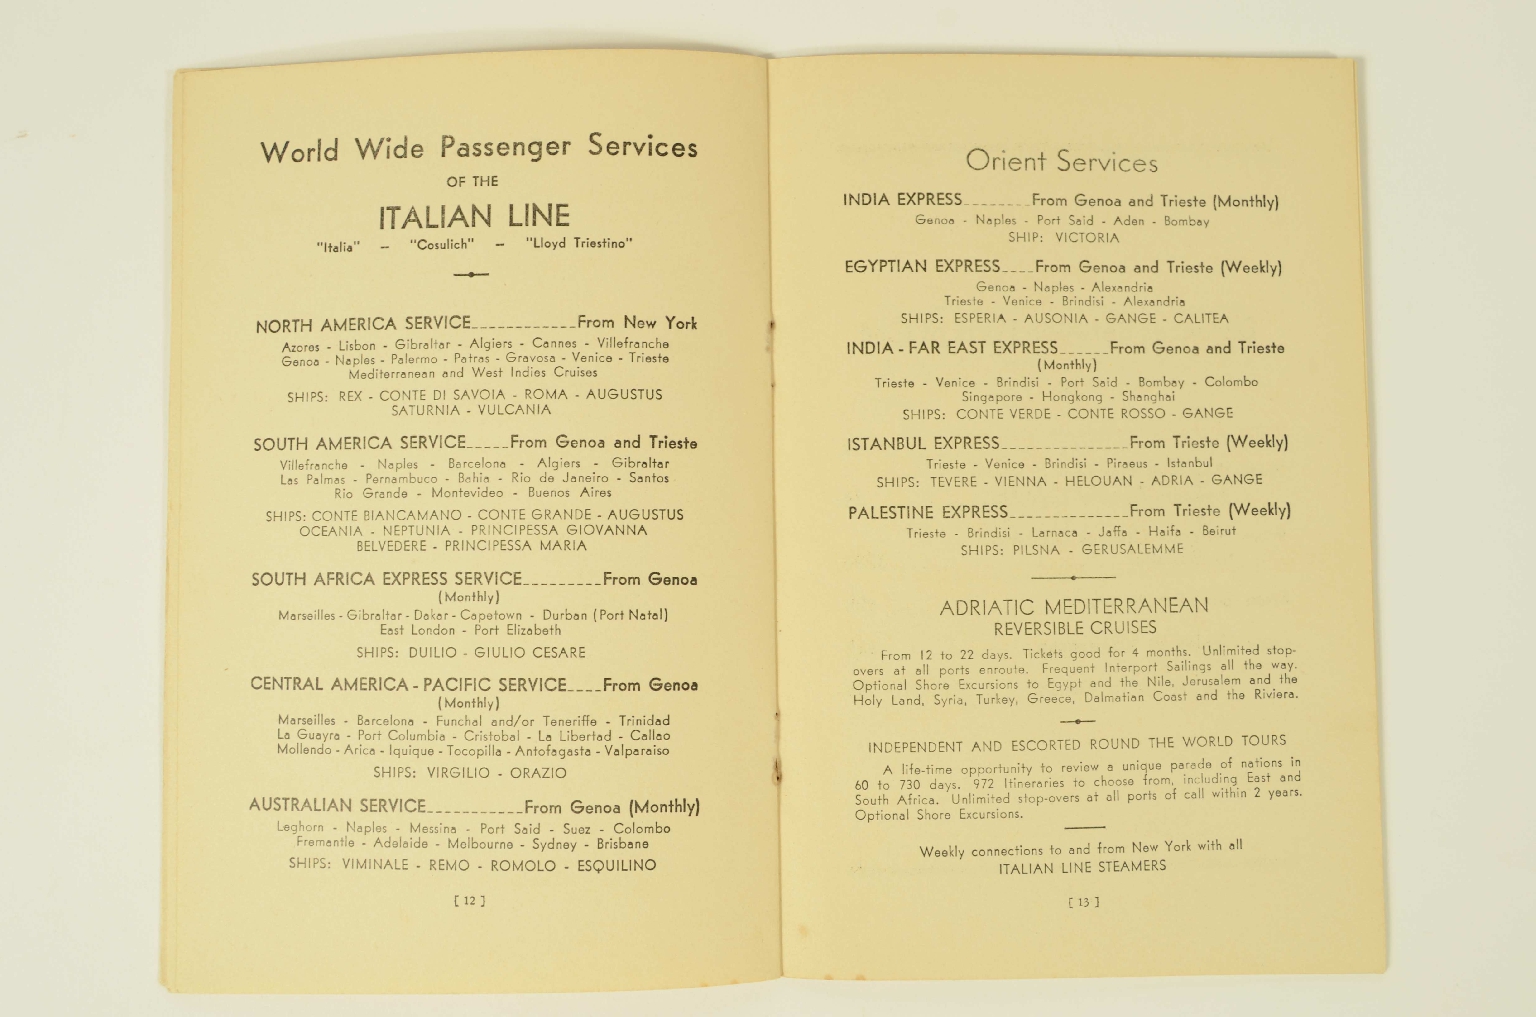 World Wide Passenger Services
OF THE
ITALIAN LINE
"Italia" — "Cosulich" — "Lloyd Triestino"
NORTH AMERICA SERVICE____________From New York
Azores - Lisbon - Gibraltar - Algiers - Cannes - Villefranche
Genoa - Naples - Palermo - Patras - Gravosa - Venice - Trieste
Mediterranean and West Indies Cruises
SHIPS: REX - CONTE DI SAVOIA - ROMA - AUGUSTUS
SATURNIA - VULCANIA
SOUTH AMERICA SERVICE_____From Genoa and Trieste
Villefranche - Naples - Barcelona - Algiers - Gibraltar
Las Palmas - Pernambuco - Bahia - Rio de Janeiro - Santos
Rio Grande - Montevideo - Buenos Aires
SHIPS: CONTE BIANCAMANO - CONTE GRANDE - AUGUSTUS
OCEANIA - NEPTUNIA - PRINCIPESSA GIOVANNA
BELVEDERE - PRINCIPESSA MARIA
SOUTH AFRICA EXPRESS SERVICE_________From Genoa
(Monthly)
Marseilles - Gibraltar - Dakar - Capetown - Durban (Port Natal)
East London - Port Elizabeth
SHIPS: DUILIO - GIULIO CESARE
CENTRAL AMERICA - PACIFIC SERVICE____From Genoa
(Monthly)
Marseilles - Barcelona - Funchal and/or Teneriffe - Trinidad
La Guayra - Port Columbia - Cristobal - La Libertad - Callao
Mollendo - Arica - Iquique - Tocopilla - Antofagasta - Valparaiso
SHIPS: VIRGILIO - ORAZIO
AUSTRALIAN SERVICE___________From Genoa (Monthly)
Leghorn - Naples - Messina - Port Said - Suez - Colombo
Fremantle - Adelaide - Melbourne - Sydney - Brisbane
SHIPS: VIMINALE - REMO - ROMOLO - ESQUILINO
[ 12 ]
Orient Services
INDIA EXPRESS________From Genoa and Trieste (Monthly)
Genoa - Naples - Port Said - Aden - Bombay
SHIP: VICTORIA
EGYPTIAN EXPRESS____From Genoa and Trieste (Weekly)
Genoa - Naples - Alexandria
Trieste - Venice - Brindisi - Alexandria
SHIPS: ESPERIA - AUSONIA - GANGE - CALITEA
INDIA - FAR EAST EXPRESS______From Genoa and Trieste
(Monthly)
Trieste - Venice - Brindisi - Port Said - Bombay - Colombo
Singapore - Hongkong - Shanghai
SHIPS: CONTE VERDE - CONTE ROSSO - GANGE
ISTANBUL EXPRESS_______________From Trieste (Weekly)
Trieste - Venice - Brindisi - Piraeus - Istanbul
SHIPS: TEVERE - VIENNA - HELOUAN - ADRIA - GANGE
PALESTINE EXPRESS______________From Trieste (Weekly)
Trieste - Brindisi - Larnaca - Jaffa - Haifa - Beirut
SHIPS: PILSNA - GERUSALEMME
ADRIATIC MEDITERRANEAN
REVERSIBLE CRUISES
From 12 to 22 days. Tickets good for 4 months. Unlimited stop-
overs at all ports enroute. Frequent Interport Sailings all the way.
Optional Shore Excursions to Egypt and the Nile, Jerusalem and the
Holy Land, Syria, Turkey, Greece, Dalmatian Coast and the Riviera.
INDEPENDENT AND ESCORTED ROUND THE WORLD TOURS
A life-time opportunity to review a unique parade of nations in
60 to 730 days. 972 Itineraries to choose from, including East and
South Africa. Unlimited stop-overs at all ports of call within 2 years.
Optional Shore Excursions.
Weekly connections to and from New York with all
ITALIAN LINE STEAMERS
[ 13 ]